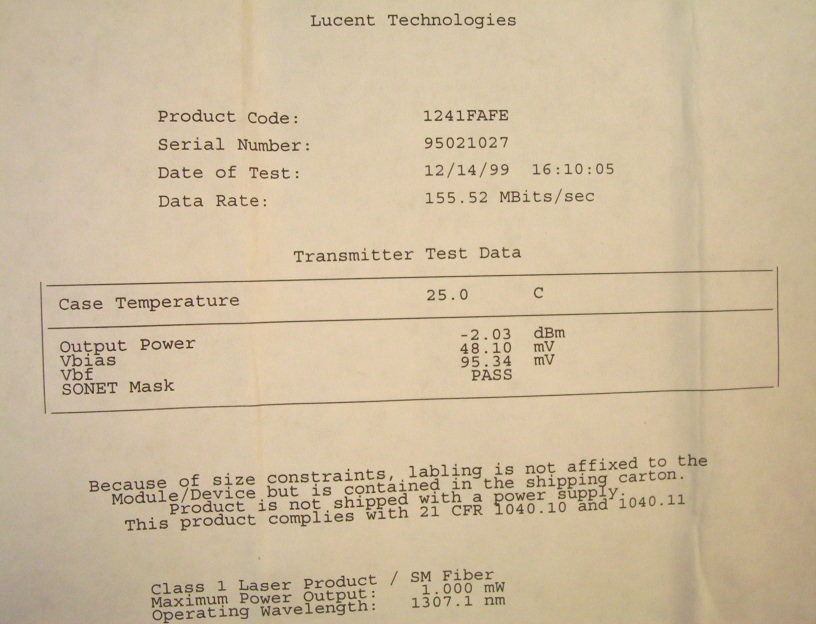 Lucent Technologies
Product Code: 1241FAFE
Serial Number: 95021027
Date of Test: 12/14/99 16:10:05
Data Rate: 155.52 MBits/sec
Transmitter Test Data
Case Temperature 25.0 C
Output Power -2.03 dBm
Vbias 48.10 mV
Vbf 95.34 mV
SONET Mask PASS
Because of size constraints, labling is not affixed to the
Module/Device but is contained in the shipping carton.
Product is not shipped with a power supply.
This product complies with 21 CFR 1040.10 and 1040.11
Class 1 Laser Product / SM Fiber
Maximum Power Output: 1.000 mW
Operating Wavelength: 1307.1 nm